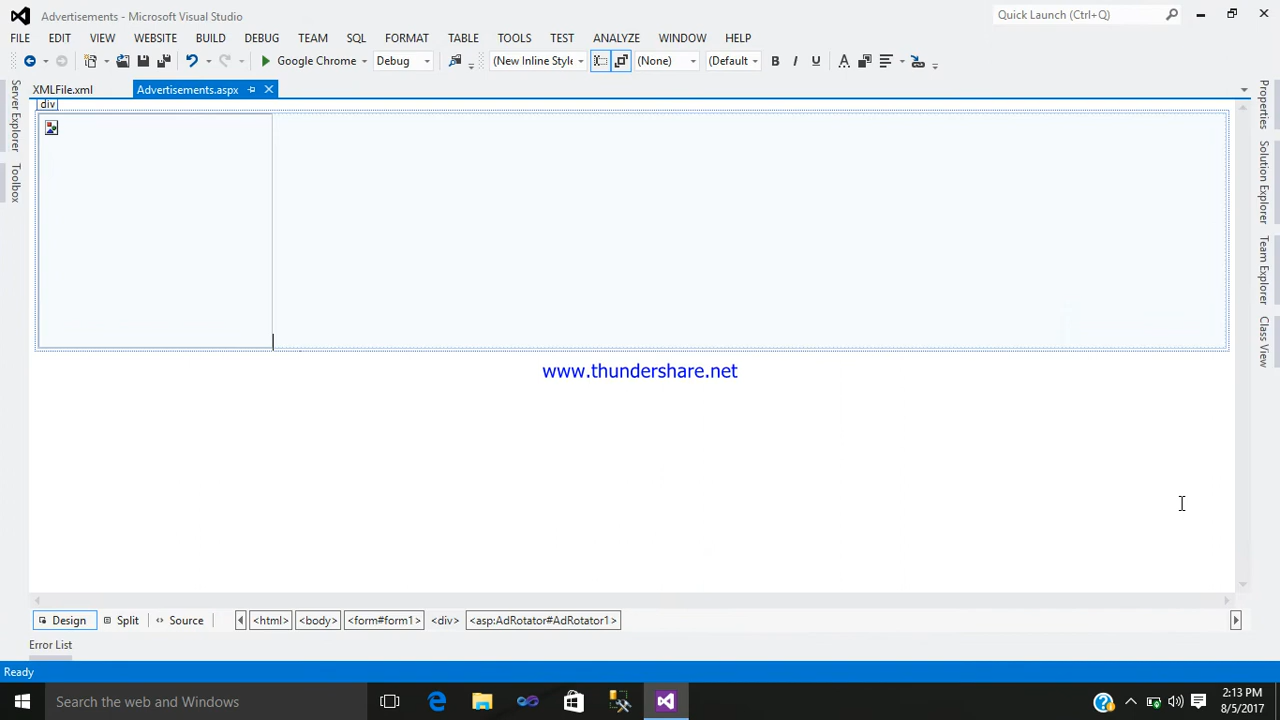 Advertisements - Microsoft Visual Studio
Quick Launch (Ctrl+Q)
FILE EDIT VIEW WEBSITE BUILD DEBUG TEAM SQL FORMAT TABLE TOOLS TEST ANALYZE WINDOW HELP
Google Chrome Debug (New Inline Style (None) (Default B I U A
XMLFile.xml Advertisements.aspx
div
Server Explorer
Toolbox
Properties
Solution Explorer
Team Explorer
Class View
www.thundershare.net
Design Split Source <html> <body> <form#form1> <div> <asp:AdRotator#AdRotator1>
Error List
Ready
Search the web and Windows
2:13 PM
8/5/2017